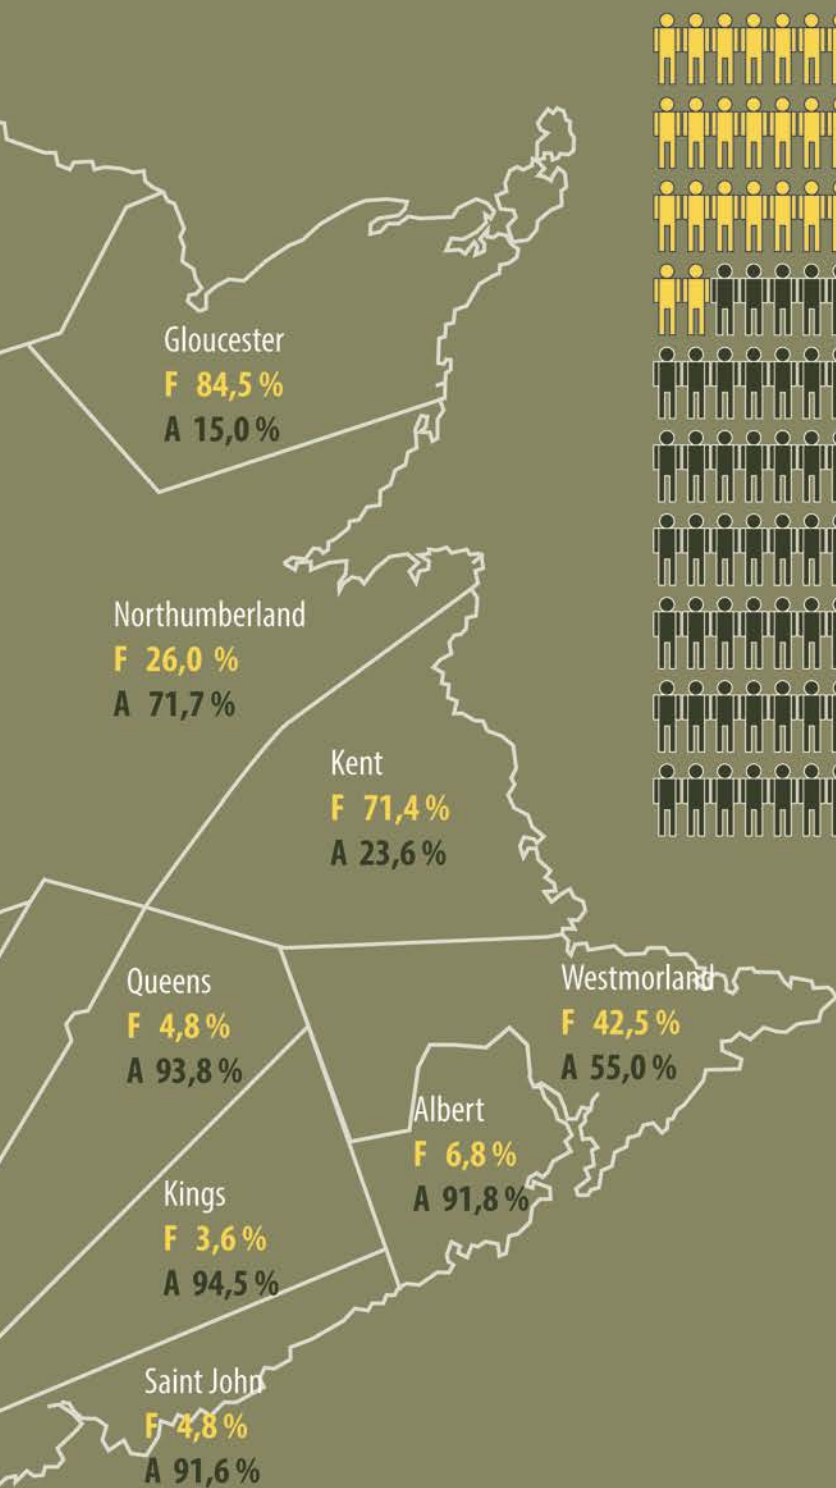 Gloucester
F 84,5 %
A 15,0 %
Northumberland
F 26,0 %
A 71,7 %
Kent
F 71,4 %
A 23,6 %
Queens
F 4,8 %
A 93,8 %
Westmorland
F 42,5 %
A 55,0 %
Albert
F 6,8 %
A 91,8 %
Kings
F 3,6 %
A 94,5 %
Saint John
F 4,8 %
A 91,6 %